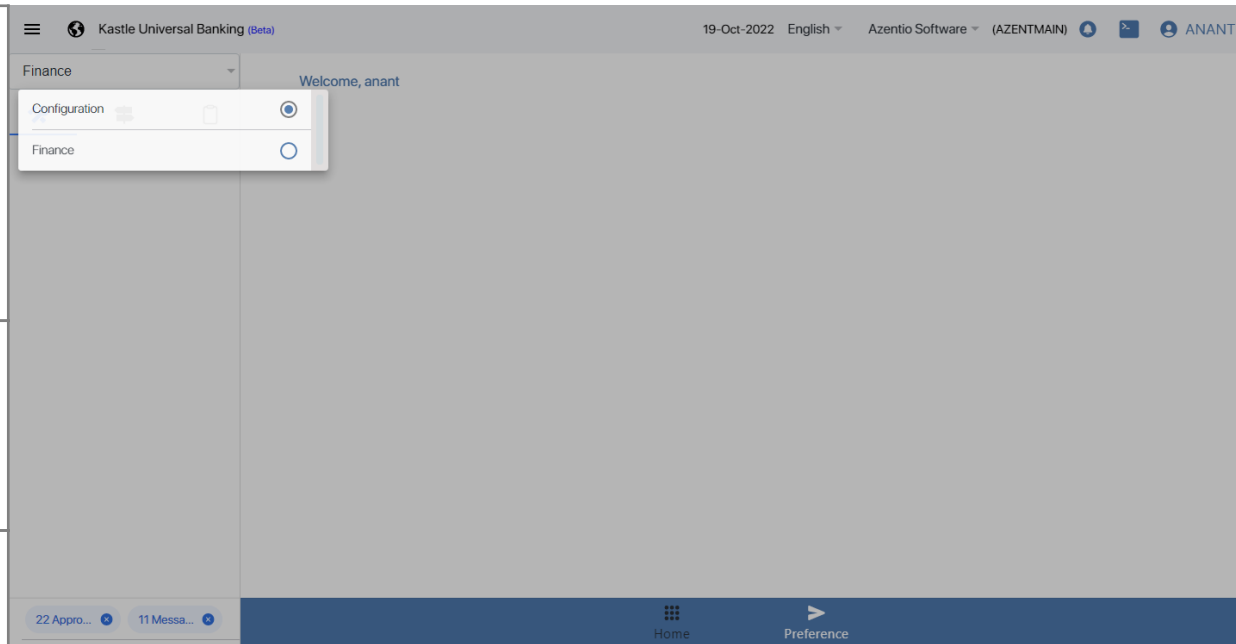 Kastle Universal Banking (Beta) 19-Oct-2022 English Azentio Software (AZENTMAIN) ANANT
Finance
Welcome, anant
Configuration
Finance
22 Appro... 11 Messa...
Home Preference